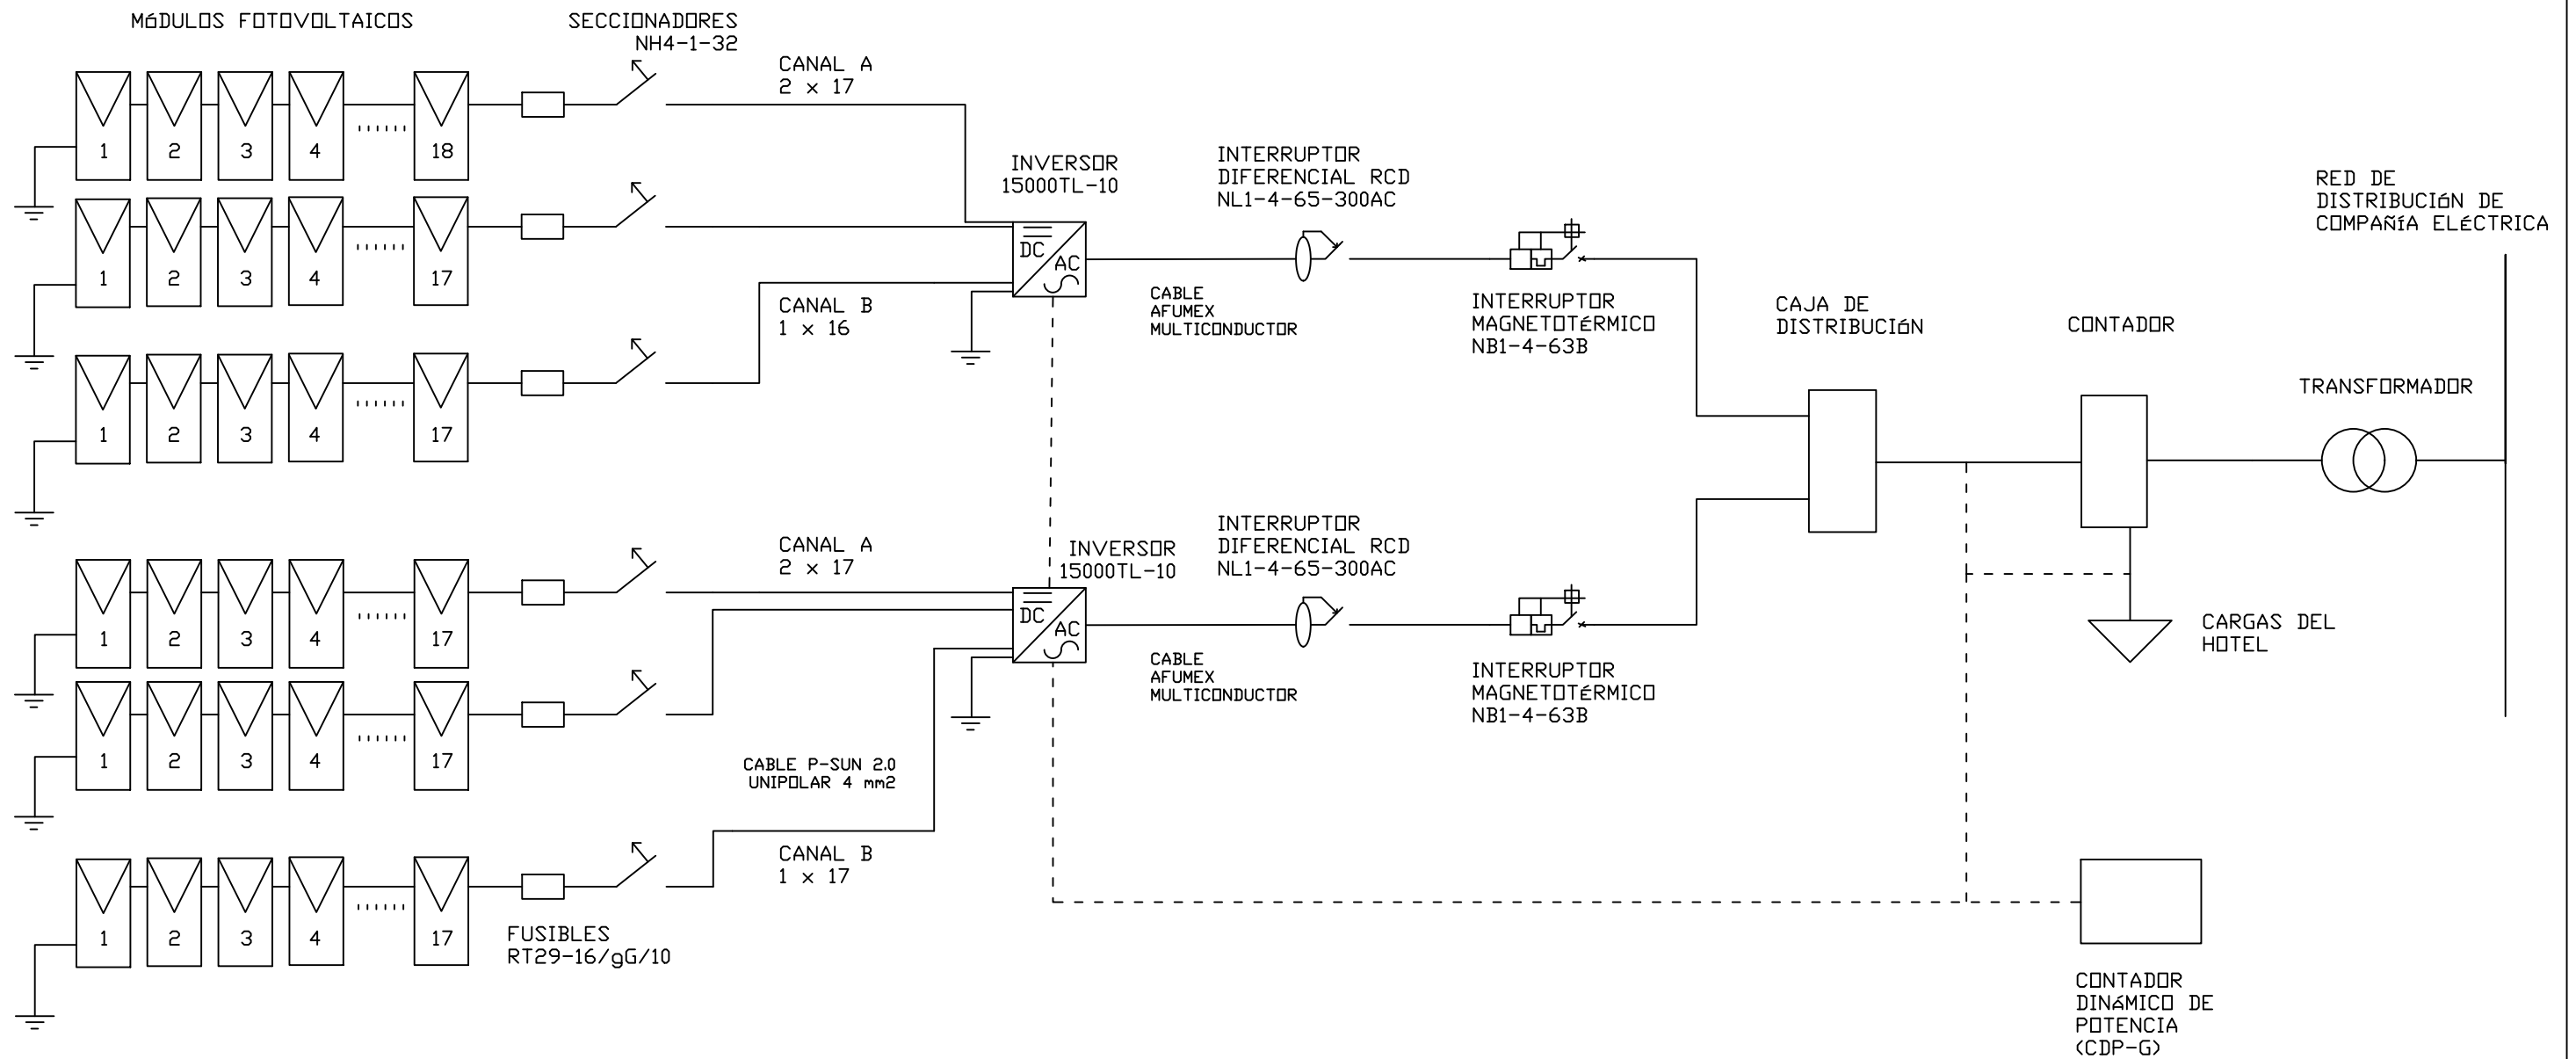 MóDULOS FOTOVOLTAICOS
SECCIONADORES
NH4-1-32
CANAL A
2 x 17
1 2 3 4 ...... 18
1 2 3 4 ...... 17
CANAL B
1 x 16
1 2 3 4 ...... 17
INVERSOR
15000TL-10
DC
AC
INTERRUPTOR
DIFERENCIAL RCD
NL1-4-65-300AC
CABLE
AFUMEX
MULTICONDUCTOR
INTERRUPTOR
MAGNETOTéRMICO
NB1-4-63B
CAJA DE
DISTRIBUCIóN
CONTADOR
RED DE
DISTRIBUCIóN DE
COMPAÑíA ELéCTRICA
TRANSFORMADOR
CANAL A
2 x 17
1 2 3 4 ...... 17
1 2 3 4 ...... 17
INVERSOR
15000TL-10
DC
AC
INTERRUPTOR
DIFERENCIAL RCD
NL1-4-65-300AC
CABLE
AFUMEX
MULTICONDUCTOR
INTERRUPTOR
MAGNETOTéRMICO
NB1-4-63B
CARGAS DEL
HOTEL
CABLE P-SUN 2.0
UNIPOLAR 4 mm2
CANAL B
1 x 17
1 2 3 4 ...... 17
FUSIBLES
RT29-16/gG/10
CONTADOR
DINáMICO DE
POTENCIA
(CDP-G)